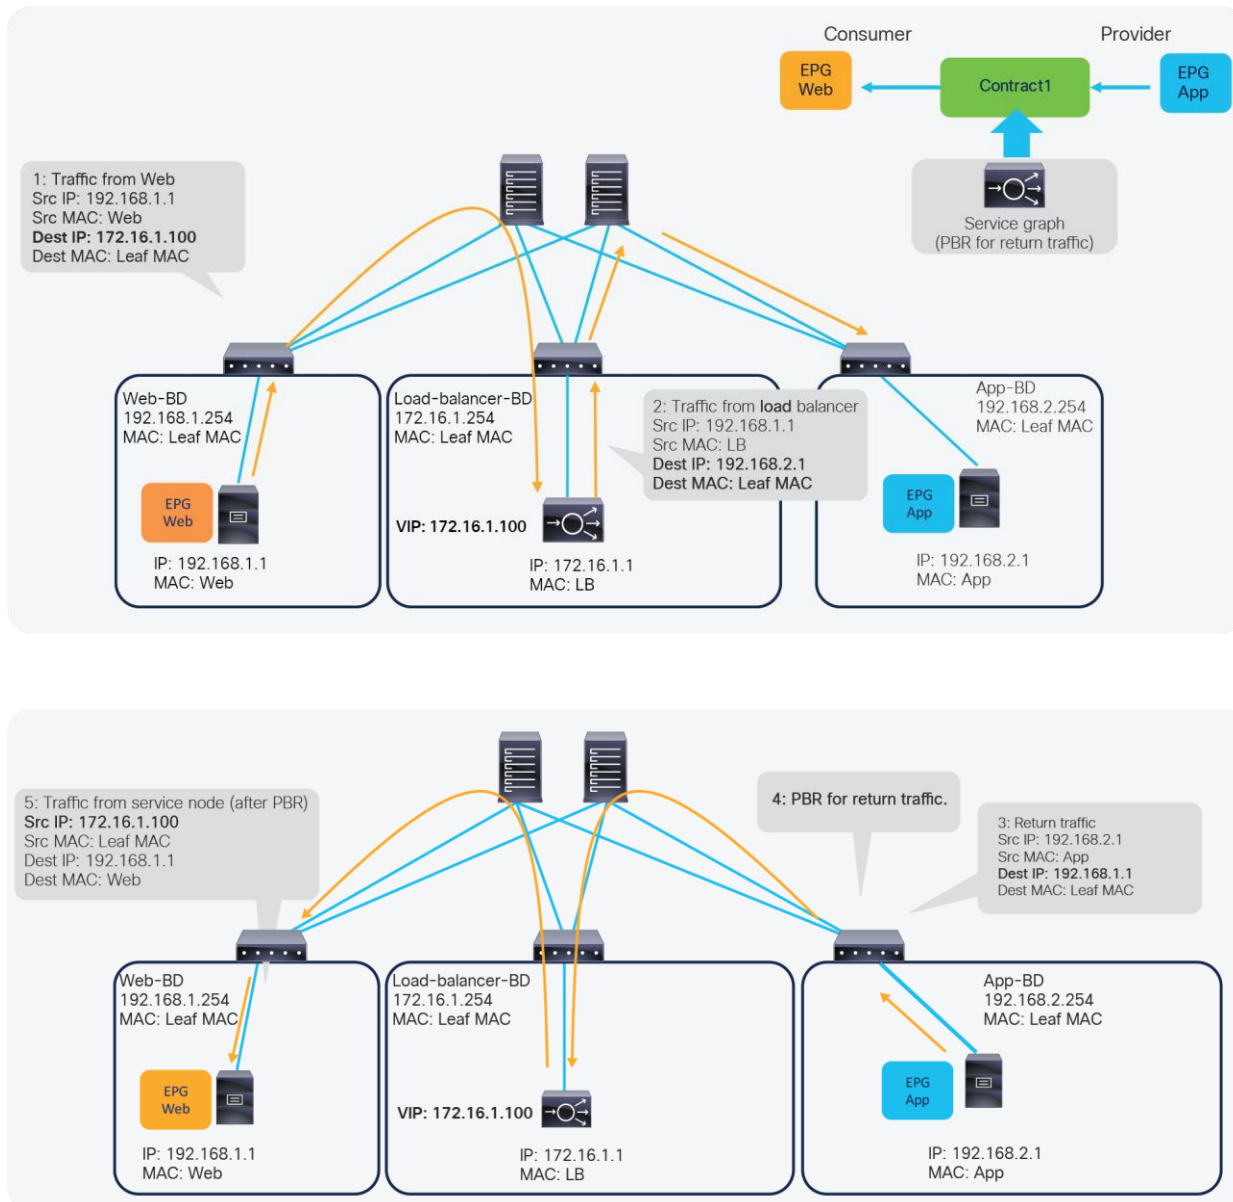 Consumer
Provider
EPG
Web
Contract1
EPG
App
Service graph
(PBR for return traffic)
1: Traffic from Web
Src IP: 192.168.1.1
Src MAC: Web
Dest IP: 172.16.1.100
Dest MAC: Leaf MAC
Web-BD
192.168.1.254
MAC: Leaf MAC
EPG
Web
IP: 192.168.1.1
MAC: Web
Load-balancer-BD
172.16.1.254
MAC: Leaf MAC
2: Traffic from load balancer
Src IP: 192.168.1.1
Src MAC: LB
Dest IP: 192.168.2.1
Dest MAC: Leaf MAC
VIP: 172.16.1.100
IP: 172.16.1.1
MAC: LB
App-BD
192.168.2.254
MAC: Leaf MAC
EPG
App
IP: 192.168.2.1
MAC: App
5: Traffic from service node (after PBR)
Src IP: 172.16.1.100
Src MAC: Leaf MAC
Dest IP: 192.168.1.1
Dest MAC: Web
4: PBR for return traffic.
3: Return traffic
Src IP: 192.168.2.1
Src MAC: App
Dest IP: 192.168.1.1
Dest MAC: Leaf MAC
Web-BD
192.168.1.254
MAC: Leaf MAC
EPG
Web
IP: 192.168.1.1
MAC: Web
Load-balancer-BD
172.16.1.254
MAC: Leaf MAC
VIP: 172.16.1.100
IP: 172.16.1.1
MAC: LB
App-BD
192.168.2.254
MAC: Leaf MAC
EPG
App
IP: 192.168.2.1
MAC: App